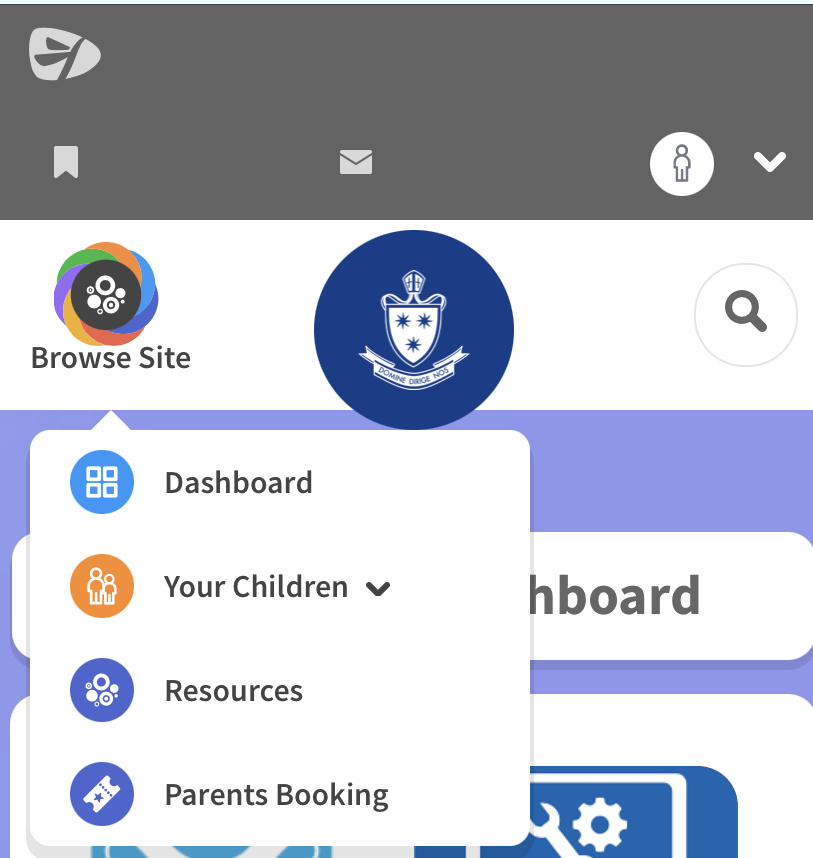 Browse Site
DOMINE DIRIGE NOS
Dashboard
Your Children
hboard
Resources
Parents Booking